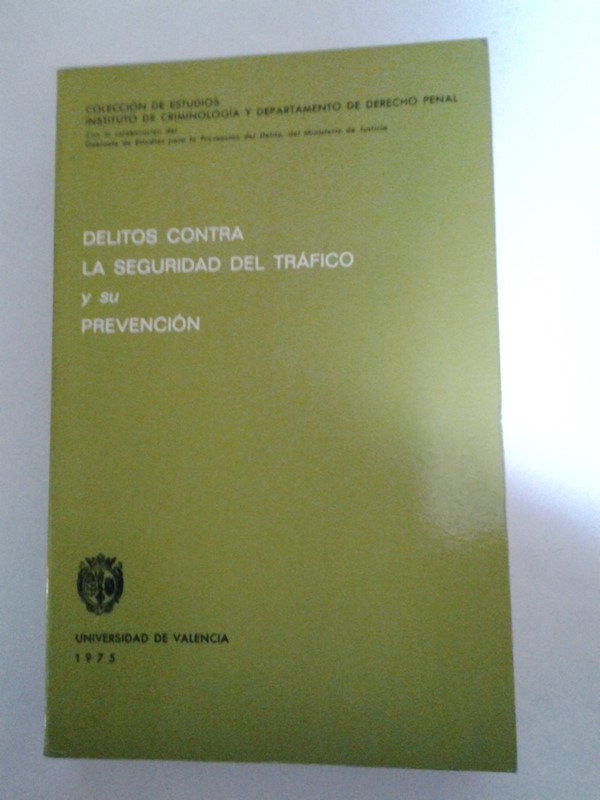 COLECCIÓN DE ESTUDIOS
INSTITUTO DE CRIMINOLOGÍA Y DEPARTAMENTO DE DERECHO PENAL
Con la colaboración del
Gabinete de Estudios para la Prevención del Delito, del Ministerio de Justicia
DELITOS CONTRA
LA SEGURIDAD DEL TRÁFICO
y su
PREVENCIÓN
UNIVERSIDAD DE VALENCIA
1975